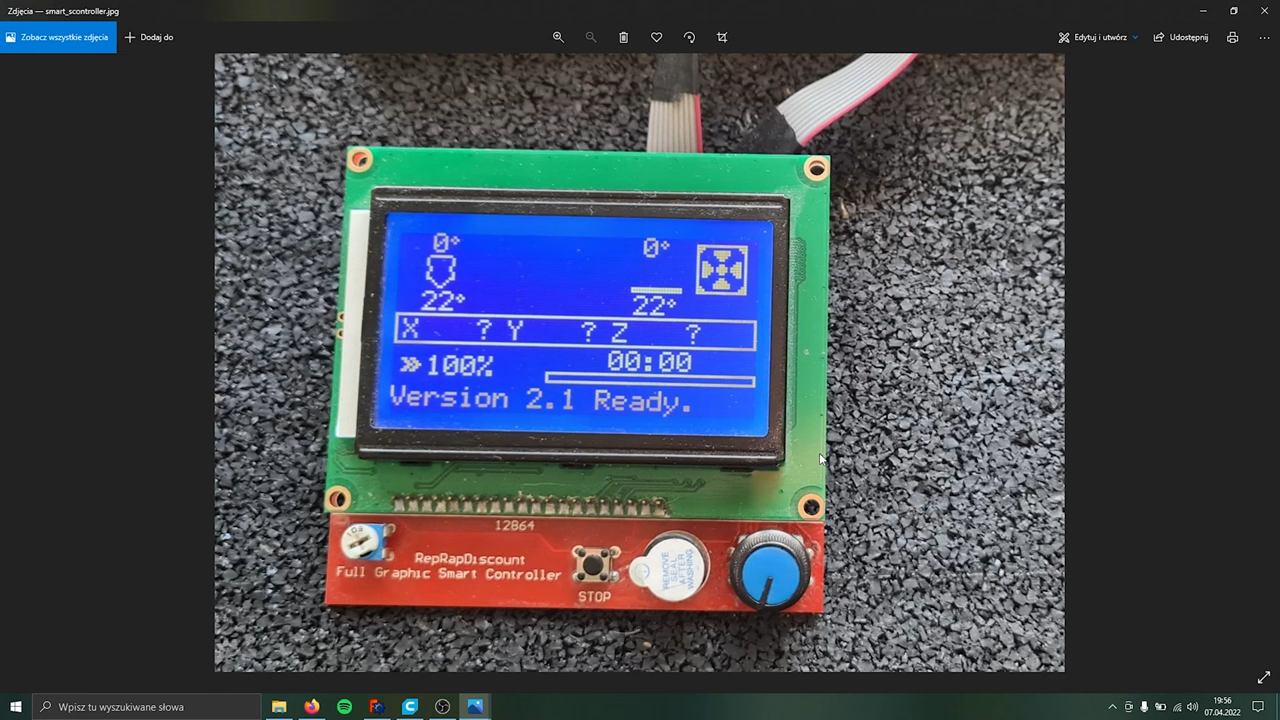 Zdjęcia — smart_scontroller.jpg
Zobacz wszystkie zdjęcia
Dodaj do
Edytuj i utwórz
Udostępnij
0° 0°
22° 22°
X ? Y ? Z ?
100% 00:00
Version 2.1 Ready.
12864
103
RepRapDiscount
Full Graphic Smart Controller
STOP
REMOVE
SEAL
AFTER
WASHING
Wpisz tu wyszukiwane słowa
19:56
07.04.2022